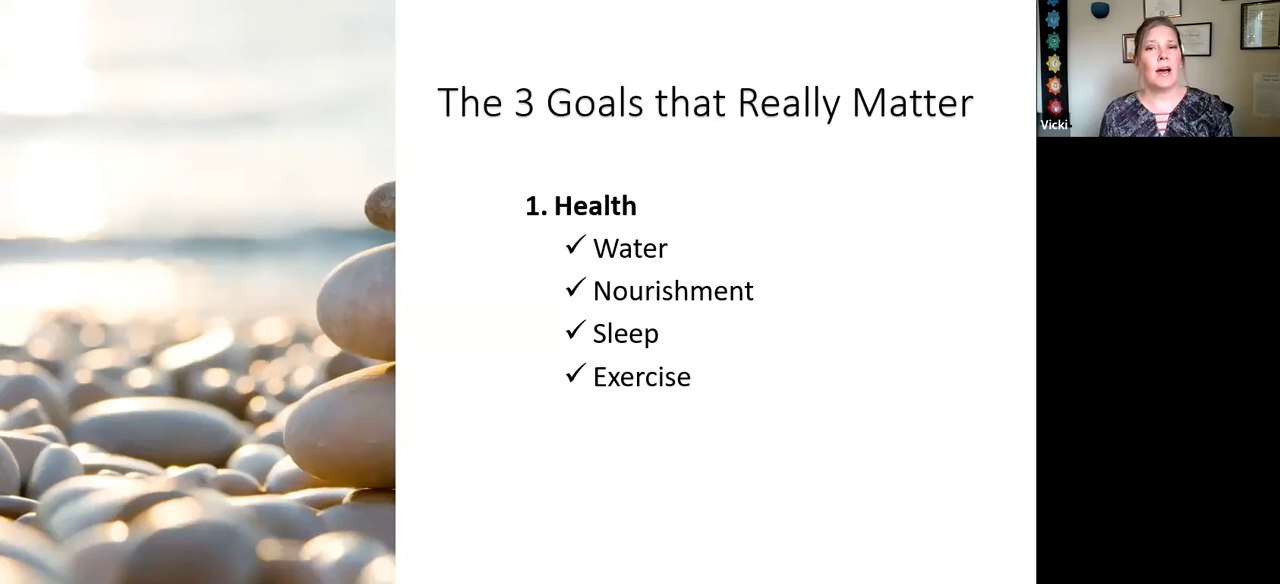 The 3 Goals that Really Matter
1. Health
✓ Water
✓ Nourishment
✓ Sleep
✓ Exercise
Vicki